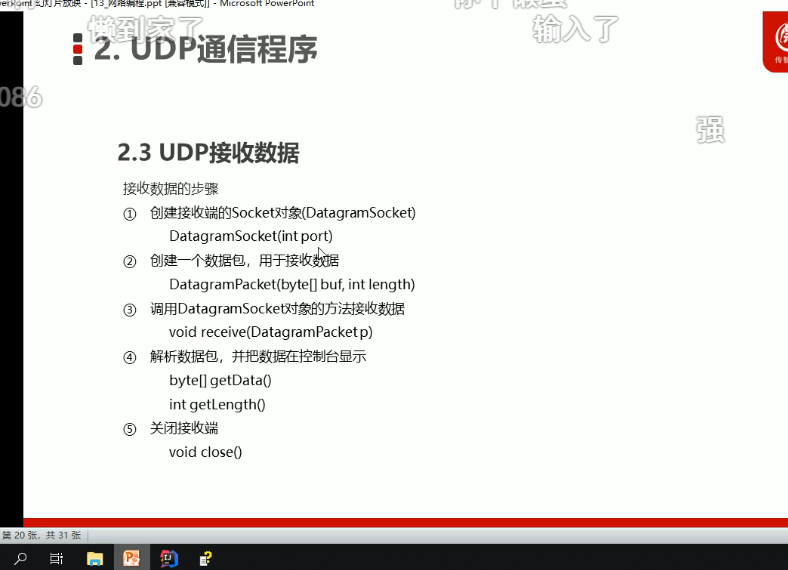 owerPoint 幻灯片放映 - [13_网络编程.ppt [兼容模式]] - Microsoft PowerPoint
懒到家了
输入了
2. UDP通信程序
传智
086
强
2.3 UDP接收数据
接收数据的步骤
① 创建接收端的Socket对象(DatagramSocket)
DatagramSocket(int port)
② 创建一个数据包，用于接收数据
DatagramPacket(byte[] buf, int length)
③ 调用DatagramSocket对象的方法接收数据
void receive(DatagramPacket p)
④ 解析数据包，并把数据在控制台显示
byte[] getData()
int getLength()
⑤ 关闭接收端
void close()
第 20 张，共 31 张